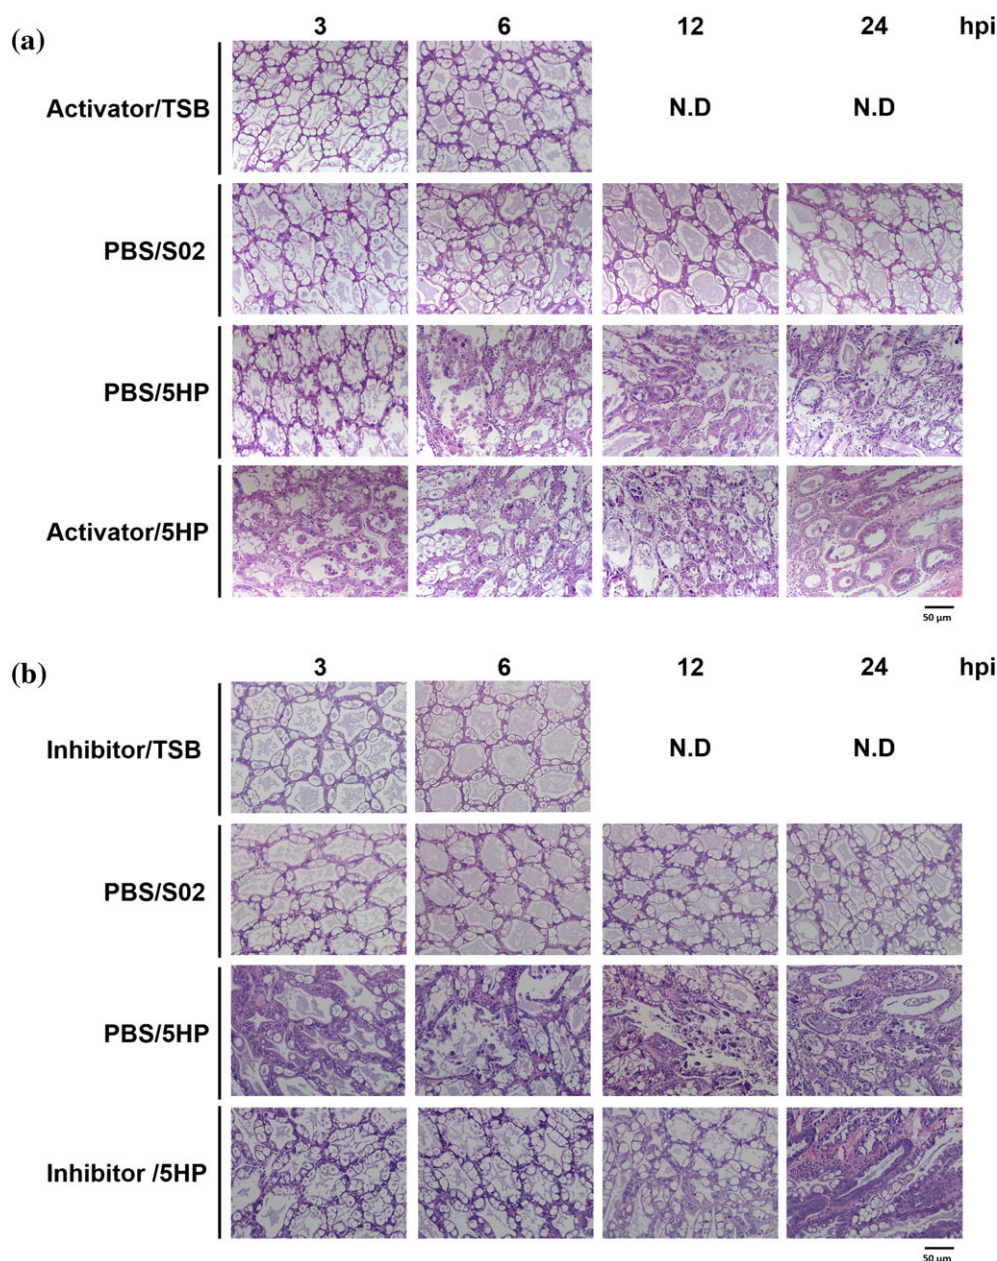 (a)
3 6 12 24 hpi
Activator/TSB N.D N.D
PBS/S02
PBS/5HP
Activator/5HP
50 µm
(b)
3 6 12 24 hpi
Inhibitor/TSB N.D N.D
PBS/S02
PBS/5HP
Inhibitor /5HP
50 µm